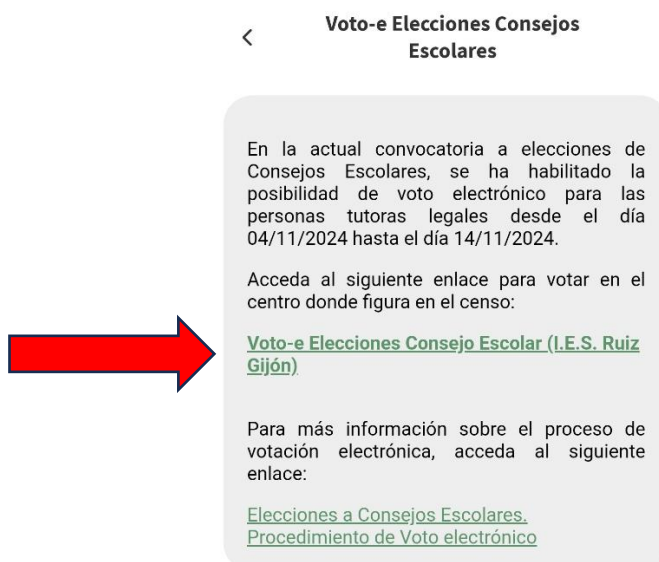 Voto-e Elecciones Consejos
Escolares
En la actual convocatoria a elecciones de
Consejos Escolares, se ha habilitado la
posibilidad de voto electrónico para las
personas tutoras legales desde el día
04/11/2024 hasta el día 14/11/2024.
Acceda al siguiente enlace para votar en el
centro donde figura en el censo:
Voto-e Elecciones Consejo Escolar (I.E.S. Ruiz
Gijón)
Para más información sobre el proceso de
votación electrónica, acceda al siguiente
enlace:
Elecciones a Consejos Escolares.
Procedimiento de Voto electrónico